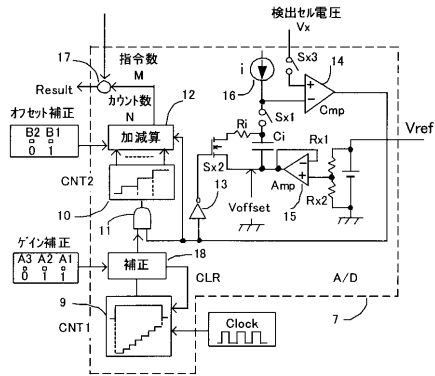 検出セル電圧
Vx
17
指令数
M
Result
カウント数
N
12
オフセット補正
B2 B1
0 1
加減算
CNT2
10
11
13
i
16
Sx3
14
Cmp
Sx1
Ri
Ci
Rx1
Vref
Sx2
Amp
15
Rx2
Voffset
ゲイン補正
A3 A2 A1
0 1 1
補正
18
CLR
9
CNT1
Clock
A/D
7